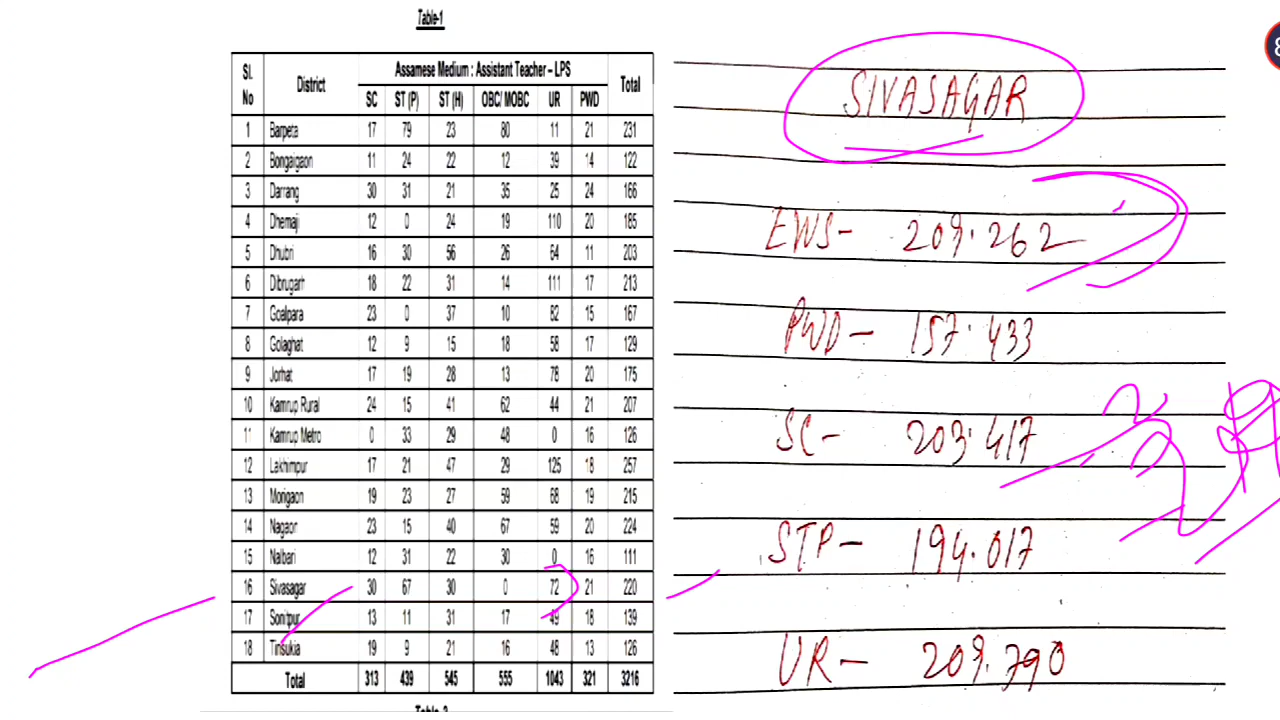 Table-1
Sl. No District Assamese Medium : Assistant Teacher – LPS Total
SC ST (P) ST (H) OBC/ MOBC UR PWD
1 Barpeta 17 79 23 80 11 21 231
2 Bongaigaon 11 24 22 12 39 14 122
3 Darrang 30 31 21 35 25 24 166
4 Dhemaji 12 0 24 19 110 20 185
5 Dhubri 16 30 56 26 64 11 203
6 Dibrugarh 18 22 31 14 111 17 213
7 Goalpara 23 0 37 10 82 15 167
8 Golaghat 12 9 15 18 58 17 129
9 Jorhat 17 19 28 13 78 20 175
10 Kamrup Rural 24 15 41 62 44 21 207
11 Kamrup Metro 0 33 29 48 0 16 126
12 Lakhimpur 17 21 47 29 125 18 257
13 Morigaon 19 23 27 59 68 19 215
14 Nagaon 23 15 40 67 59 20 224
15 Nalbari 12 31 22 30 0 16 111
16 Sivasagar 30 67 30 0 72 21 220
17 Sonitpur 13 11 31 17 49 18 139
18 Tinsukia 19 9 21 16 48 13 126
Total 313 439 545 555 1043 321 3216
SIVASAGAR
EWS- 209.262
PWD- 157.433
SC- 203.417
STP- 194.017
UR- 209.790